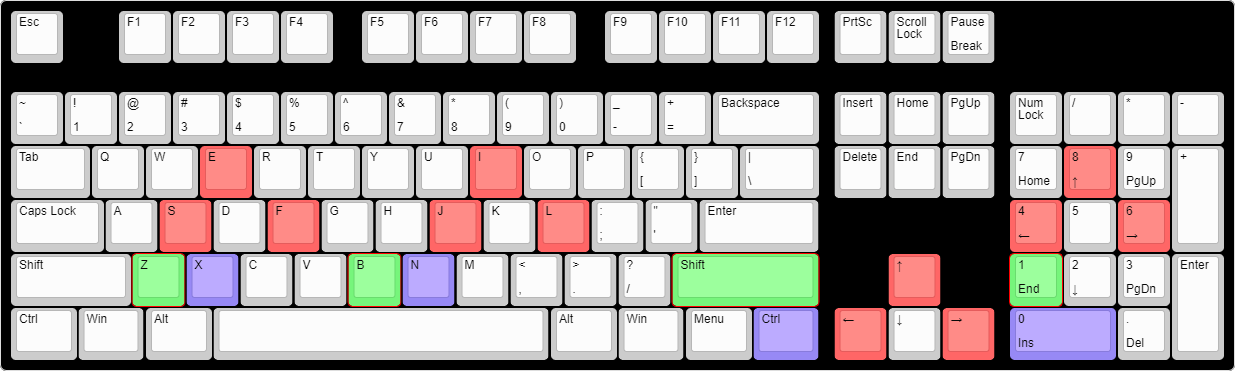 Esc F1 F2 F3 F4 F5 F6 F7 F8 F9 F10 F11 F12 PrtSc Scroll Pause
Lock Break
~ ! @ # $ % ^ & * ( ) _ + Backspace Insert Home PgUp Num / * -
Lock
` 1 2 3 4 5 6 7 8 9 0 - =
Tab Q W E R T Y U I O P { } | Delete End PgDn 7 8 9 +
[ ] \ Home ↑ PgUp
Caps Lock A S D F G H J K L : " Enter 4 5 6
; ' ← →
Shift Z X C V B N M < > ? Shift ↑ 1 2 3 Enter
, . / End ↓ PgDn
Ctrl Win Alt Alt Win Menu Ctrl ← ↓ → 0 .
Ins Del